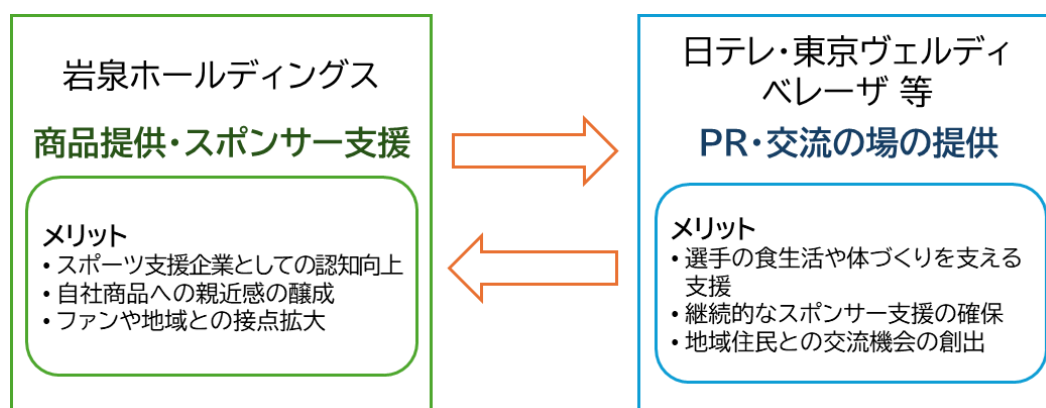 岩泉ホールディングス
商品提供・スポンサー支援
メリット
• スポーツ支援企業としての認知向上
• 自社商品への親近感の醸成
• ファンや地域との接点拡大
日テレ・東京ヴェルディ
ベレーザ 等
PR・交流の場の提供
メリット
• 選手の食生活や体づくりを支える
支援
• 継続的なスポンサー支援の確保
• 地域住民との交流機会の創出